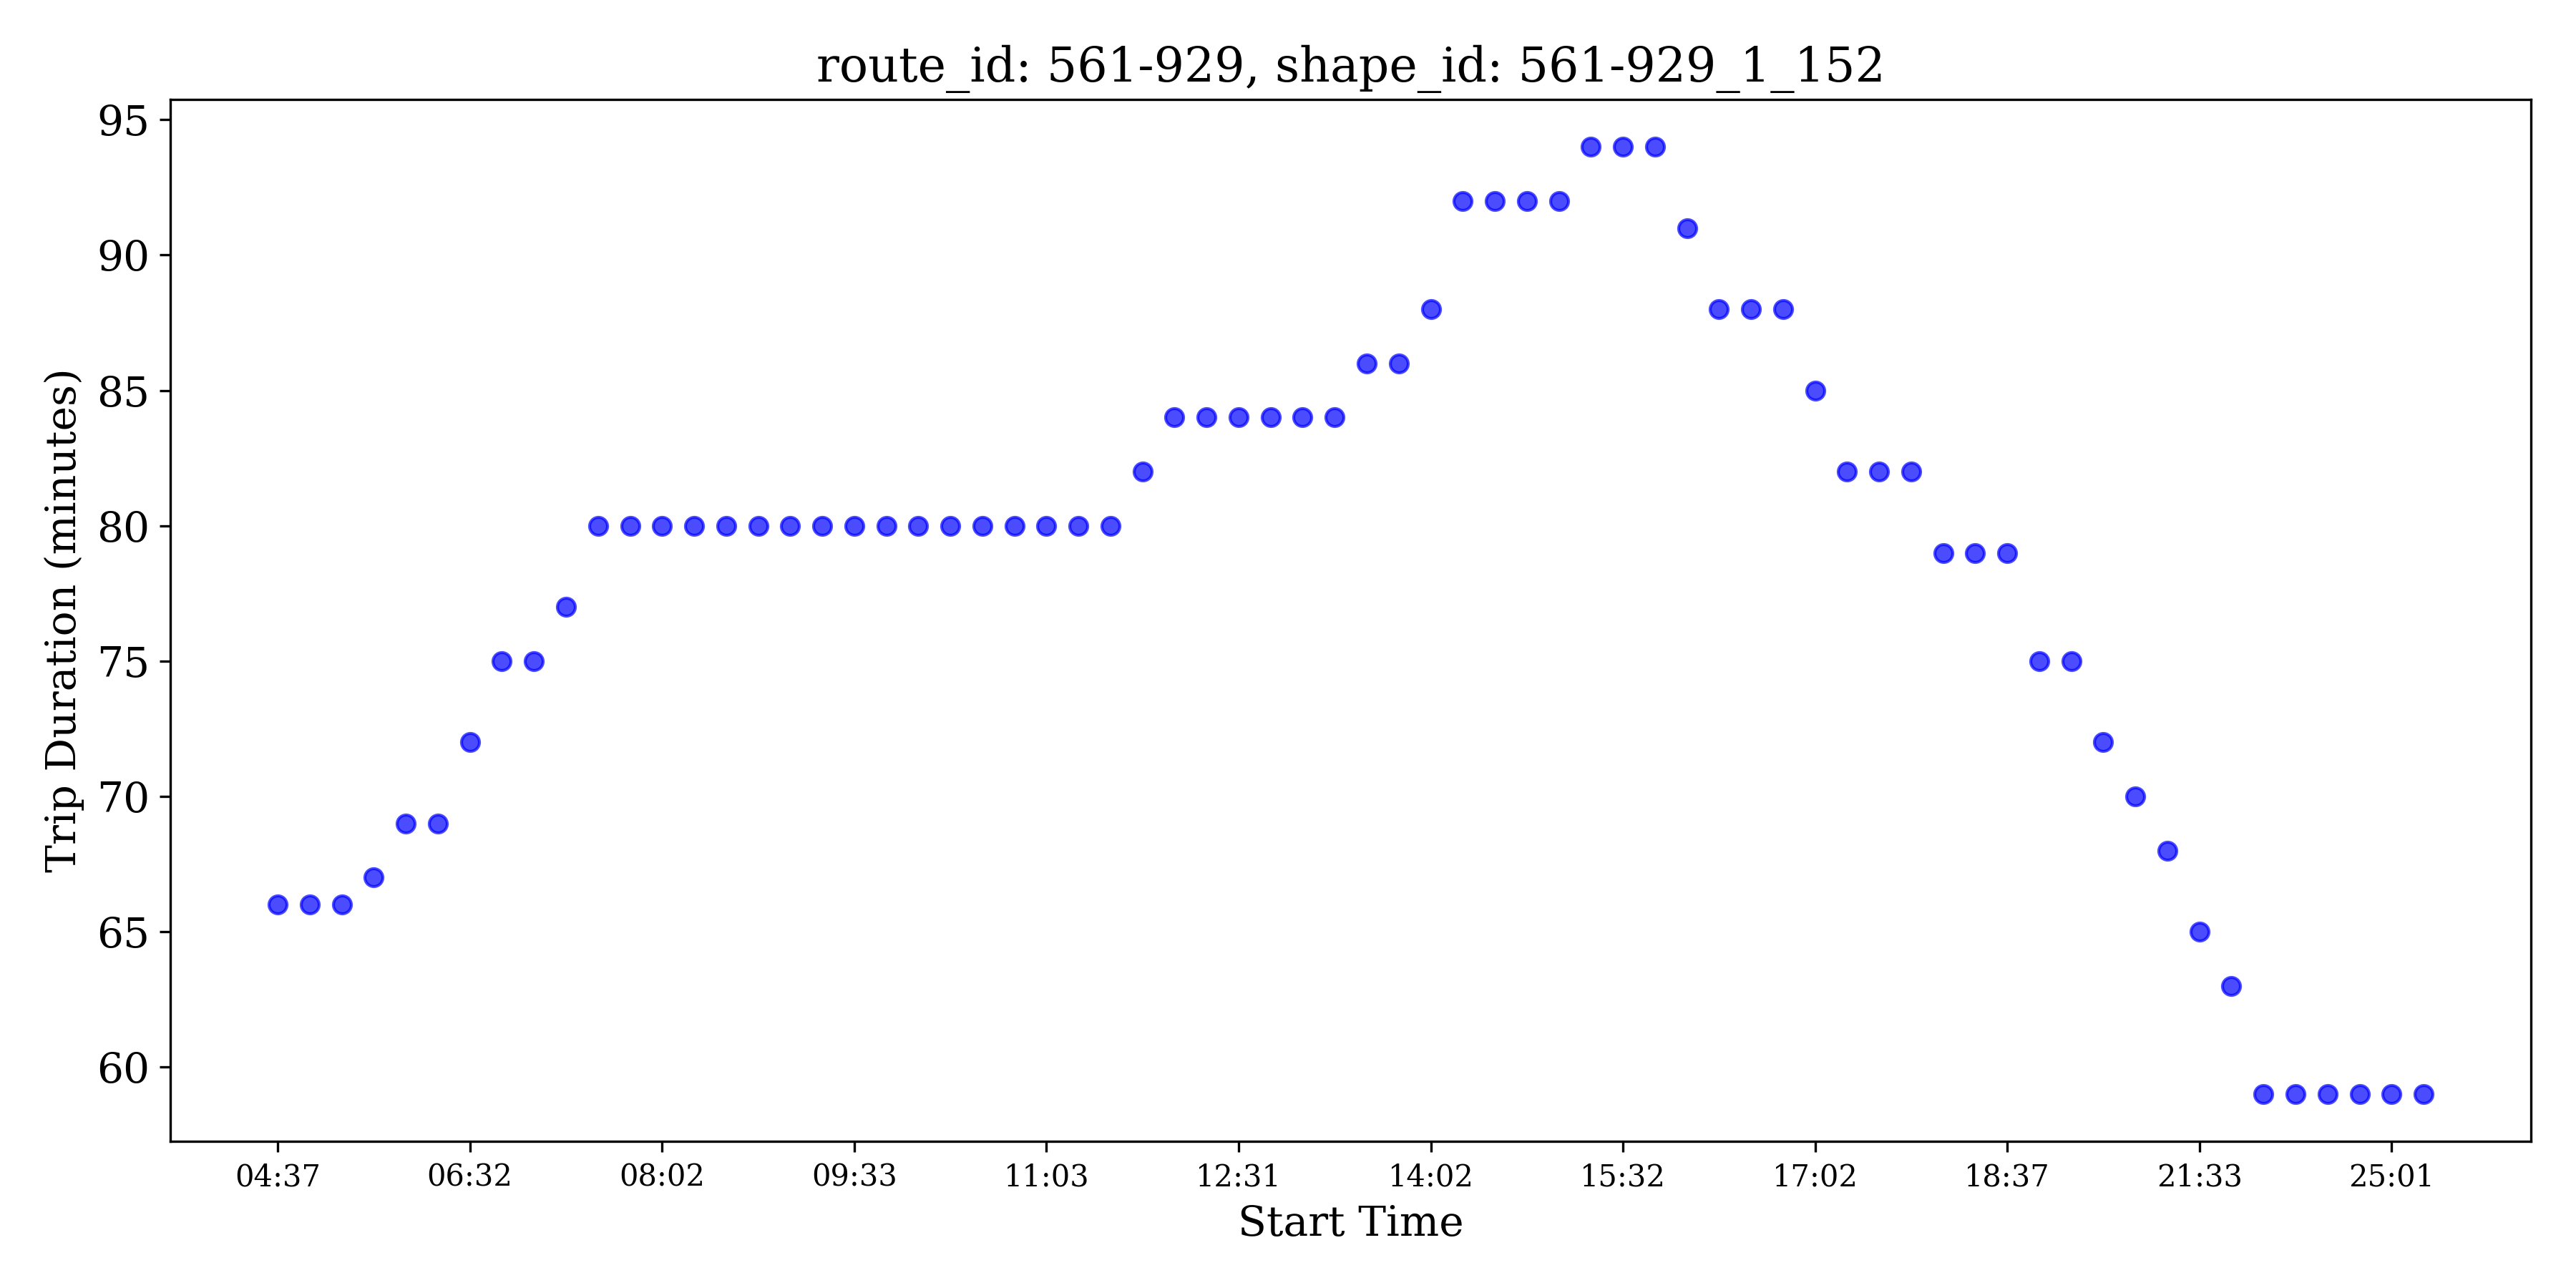 route_id: 561-929, shape_id: 561-929_1_152
95
90
85
80
75
70
65
60
Trip Duration (minutes)
04:37 06:32 08:02 09:33 11:03 12:31 14:02 15:32 17:02 18:37 21:33 25:01
Start Time